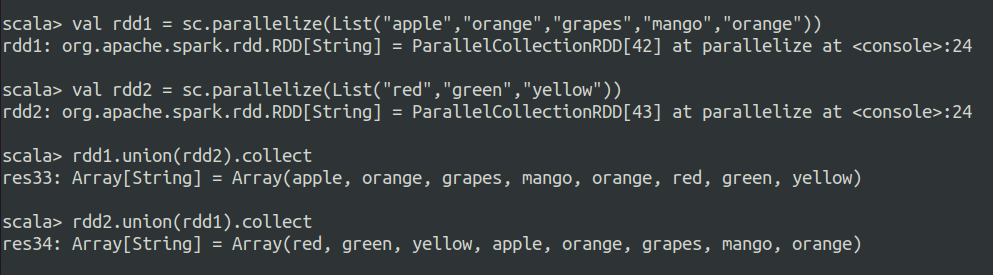 scala> val rdd1 = sc.parallelize(List("apple","orange","grapes","mango","orange"))
rdd1: org.apache.spark.rdd.RDD[String] = ParallelCollectionRDD[42] at parallelize at <console>:24
scala> val rdd2 = sc.parallelize(List("red","green","yellow"))
rdd2: org.apache.spark.rdd.RDD[String] = ParallelCollectionRDD[43] at parallelize at <console>:24
scala> rdd1.union(rdd2).collect
res33: Array[String] = Array(apple, orange, grapes, mango, orange, red, green, yellow)
scala> rdd2.union(rdd1).collect
res34: Array[String] = Array(red, green, yellow, apple, orange, grapes, mango, orange)